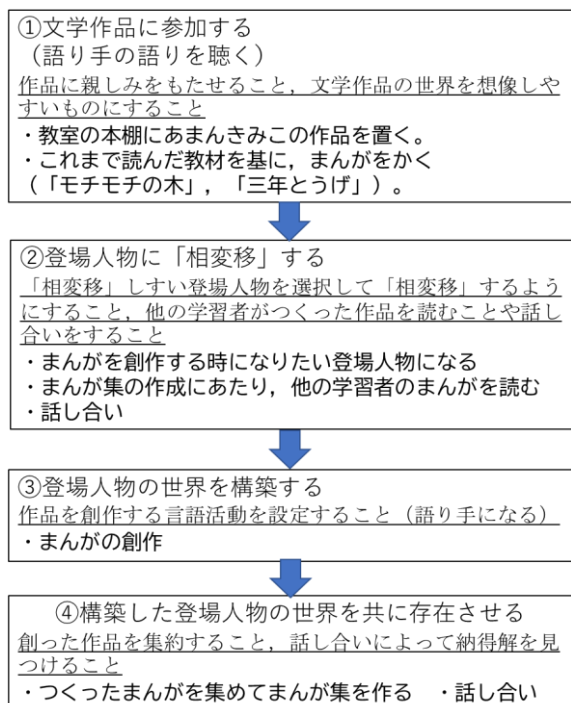 ①文学作品に参加する
（語り手の語りを聴く）
作品に親しみをもたせること，文学作品の世界を想像しや
すいものにすること
・教室の本棚にあまんきみこの作品を置く。
・これまで読んだ教材を基に，まんがをかく
（「モチモチの木」，「三年とうげ」）。
②登場人物に「相変移」する
「相変移」しすい登場人物を選択して「相変移」するよう
にすること，他の学習者がつくった作品を読むことや話し
合いをすること
・まんがを創作する時になりたい登場人物になる
・まんが集の作成にあたり，他の学習者のまんがを読む
・話し合い
③登場人物の世界を構築する
作品を創作する言語活動を設定すること（語り手になる）
・まんがの創作
④構築した登場人物の世界を共に存在させる
創った作品を集約すること，話し合いによって納得解を見
つけること
・つくったまんがを集めてまんが集を作る　・話し合い